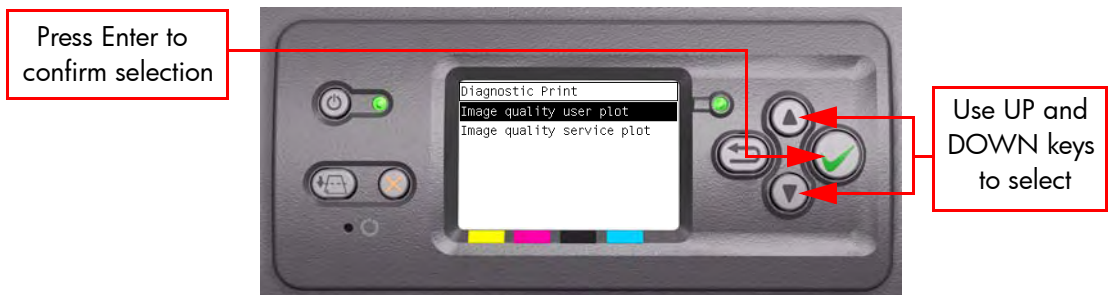 Press Enter to
confirm selection
Diagnostic Print
Image quality user plot
Image quality service plot
Use UP and
DOWN keys
to select